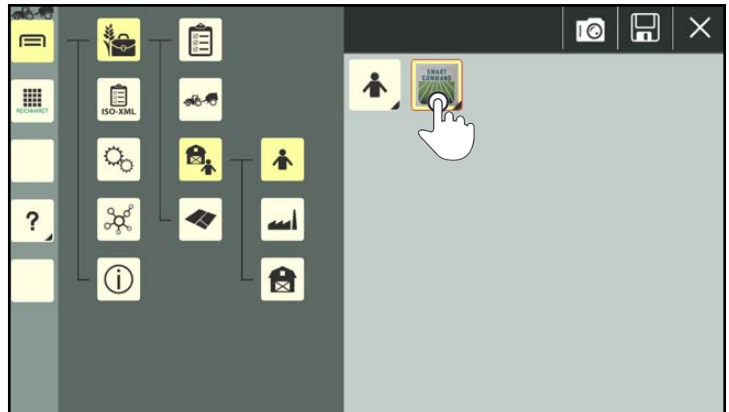 REICHHARDT
ISO-XML
?
SMART
COMMAND